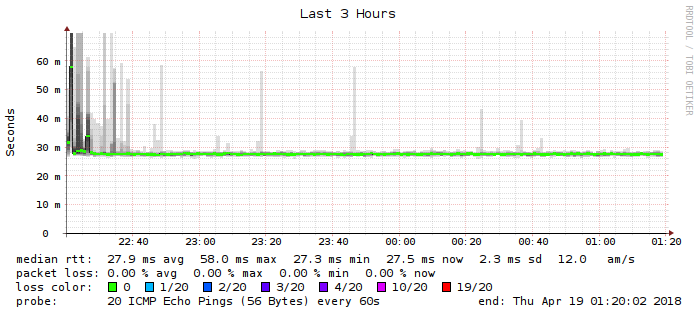 Last 3 Hours
RRDTOOL / TOBI OETIKER
Seconds
60 m
50 m
40 m
30 m
20 m
10 m
0
22:40 23:00 23:20 23:40 00:00 00:20 00:40 01:00 01:20
median rtt: 27.9 ms avg 58.0 ms max 27.3 ms min 27.5 ms now 2.3 ms sd 12.0 am/s
packet loss: 0.00 % avg 0.00 % max 0.00 % min 0.00 % now
loss color: 0 1/20 2/20 3/20 4/20 10/20 19/20
probe: 20 ICMP Echo Pings (56 Bytes) every 60s end: Thu Apr 19 01:20:02 2018